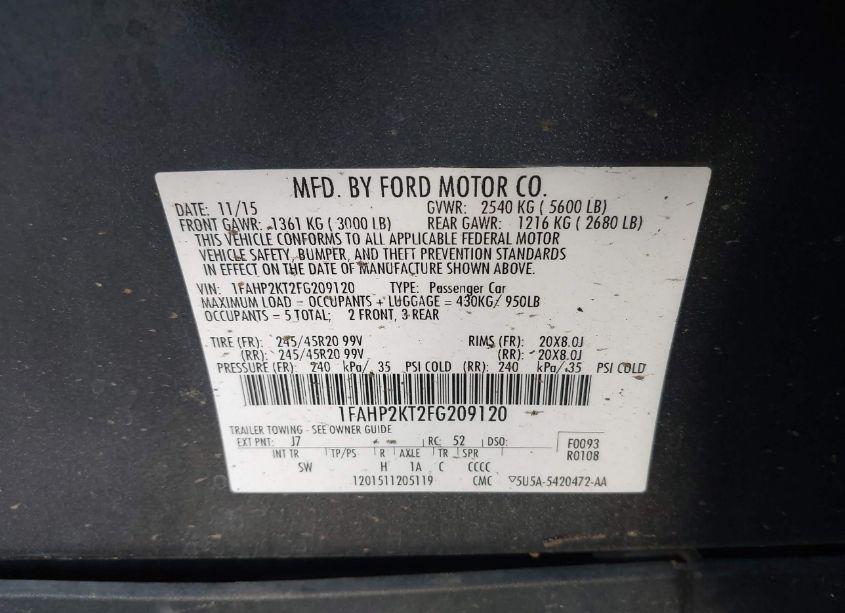 MFD. BY FORD MOTOR CO.
DATE: 11/15 GVWR: 2540 KG ( 5600 LB)
FRONT GAWR: 1361 KG ( 3000 LB) REAR GAWR: 1216 KG ( 2680 LB)
THIS VEHICLE CONFORMS TO ALL APPLICABLE FEDERAL MOTOR
VEHICLE SAFETY, BUMPER, AND THEFT PREVENTION STANDARDS
IN EFFECT ON THE DATE OF MANUFACTURE SHOWN ABOVE.
VIN: 1FAHP2KT2FG209120 TYPE: Passenger Car
MAXIMUM LOAD = OCCUPANTS + LUGGAGE = 430KG/ 950LB
OCCUPANTS = 5 TOTAL; 2 FRONT, 3 REAR
TIRE (FR): 245/45R20 99V RIMS (FR): 20X8.0J
(RR): 245/45R20 99V (RR): 20X8.0J
PRESSURE (FR): 240 kPa/ 35 PSI COLD (RR): 240 kPa/ 35 PSI COLD
1FAHP2KT2FG209120
TRAILER TOWING - SEE OWNER GUIDE
EXT PNT: J7 RC: 52 DSO: F0093
INT TR TP/PS R AXLE TR SPR R0108
SW H 1A C CCCC
1201511205119 CMC ▽5U5A-5420472-AA